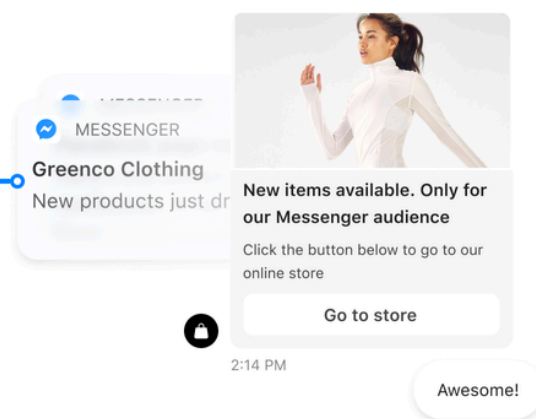 MESSENGER
Greenco Clothing
New products just
New items available. Only for
our Messenger audience
Click the button below to go to our
online store
Go to store
2:14 PM
Awesome!